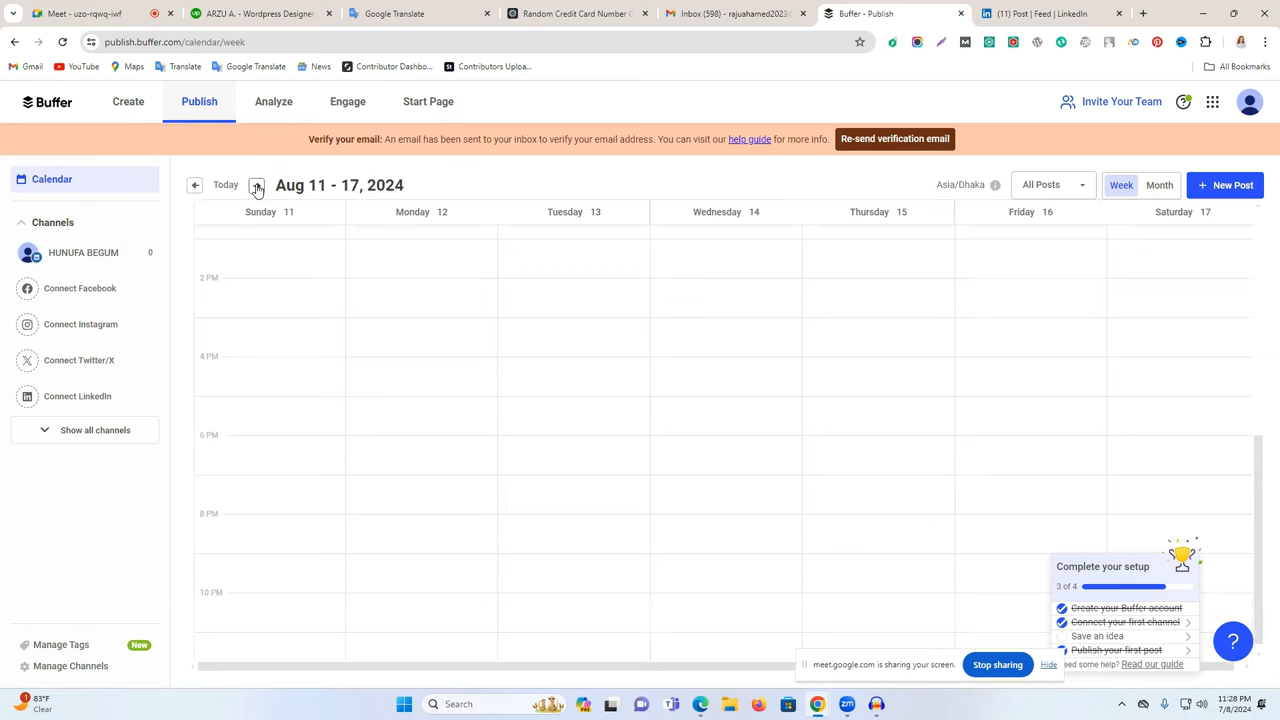 Meet - uzo-rqwq-xnf
ARZU A. - Wordpress Designer
Google Translate
Random Credit Card Number G
Inbox (98) - rajuahamed2023@
Buffer - Publish
(11) Post | Feed | LinkedIn
publish.buffer.com/calendar/week
Gmail
YouTube
Maps
Translate
Google Translate
News
Contributor Dashbo...
Contributors Uploa...
All Bookmarks
Buffer
Create
Publish
Analyze
Engage
Start Page
Invite Your Team
Verify your email: An email has been sent to your inbox to verify your email address. You can visit our help guide for more info.
Re-send verification email
Calendar
Today
Aug 11 - 17, 2024
Asia/Dhaka
All Posts
Week
Month
+ New Post
Sunday 11
Monday 12
Tuesday 13
Wednesday 14
Thursday 15
Friday 16
Saturday 17
Channels
HUNUFA BEGUM 0
Connect Facebook
Connect Instagram
Connect Twitter/X
Connect LinkedIn
Show all channels
2 PM
4 PM
6 PM
8 PM
10 PM
Complete your setup
3 of 4
Create your Buffer account
Connect your first channel
Save an idea
Publish your first post
eed some help? Read our guide
?
Manage Tags
New
Manage Channels
meet.google.com is sharing your screen.
Stop sharing
Hide
83°F
Clear
Search
11:28 PM
7/8/2024